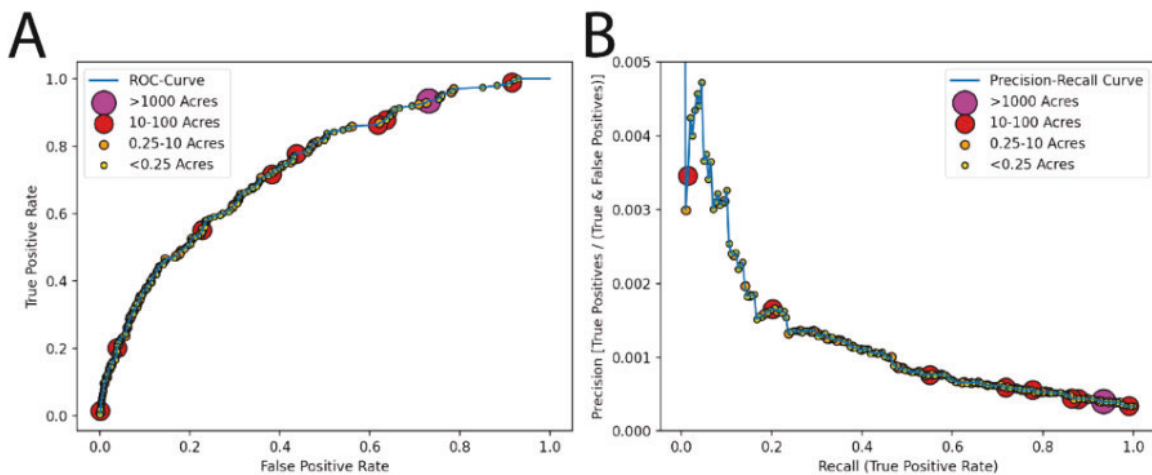 A
B
True Positive Rate
1.0
0.8
0.6
0.4
0.2
0.0
ROC-Curve
>1000 Acres
10-100 Acres
0.25-10 Acres
<0.25 Acres
0.0 0.2 0.4 0.6 0.8 1.0
False Positive Rate
Precision [True Positives / (True & False Positives)]
0.005
0.004
0.003
0.002
0.001
0.000
Precision-Recall Curve
>1000 Acres
10-100 Acres
0.25-10 Acres
<0.25 Acres
0.0 0.2 0.4 0.6 0.8 1.0
Recall (True Positive Rate)